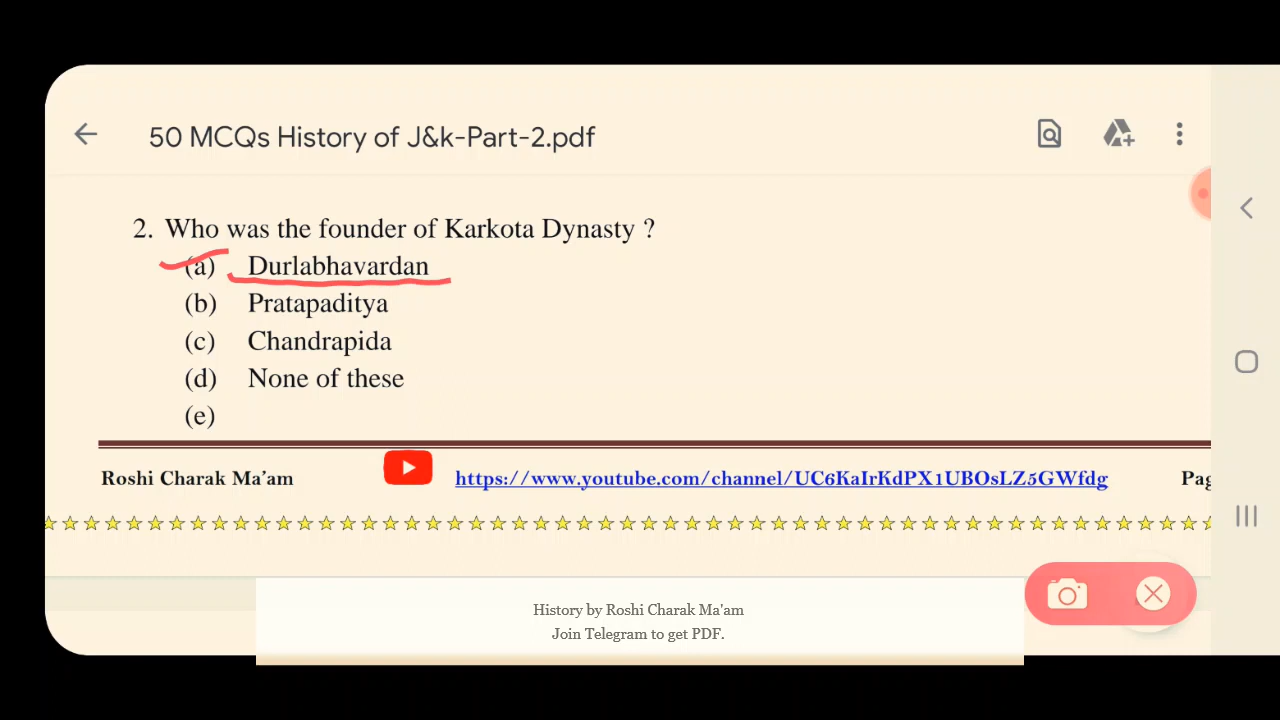 50 MCQs History of J&k-Part-2.pdf
2. Who was the founder of Karkota Dynasty ?
(a) Durlabhavardan
(b) Pratapaditya
(c) Chandrapida
(d) None of these
(e)
Roshi Charak Ma'am https://www.youtube.com/channel/UC6KaIrKdPX1UBOsLZ5GWfdg Pag
History by Roshi Charak Ma'am
Join Telegram to get PDF.